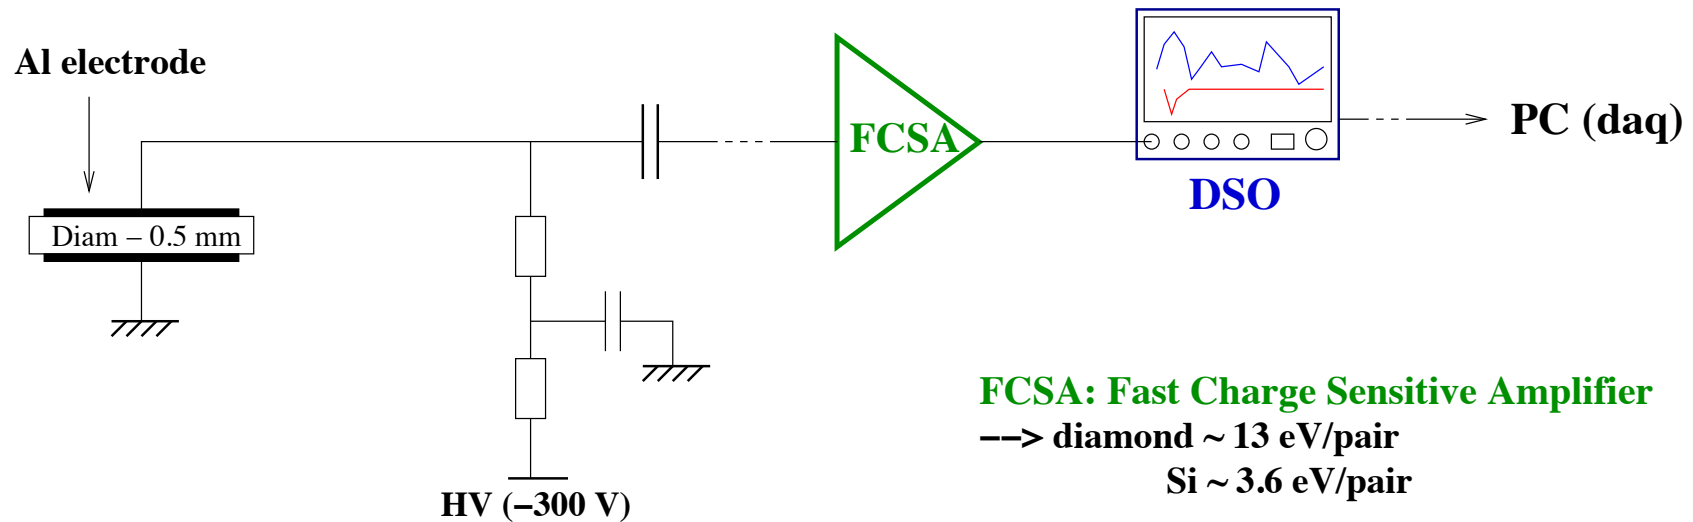 Al electrode
Diam – 0.5 mm
FCSA
DSO
PC (daq)
HV (–300 V)
FCSA: Fast Charge Sensitive Amplifier
––> diamond ~ 13 eV/pair
Si ~ 3.6 eV/pair